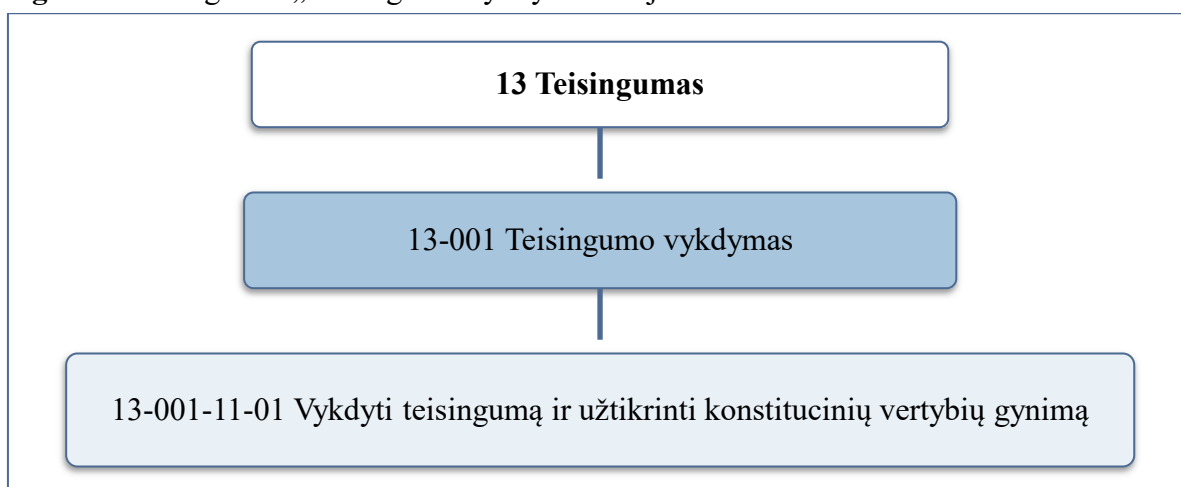 13 Teisingumas
13-001 Teisingumo vykdymas
13-001-11-01 Vykdyti teisingumą ir užtikrinti konstitucinių vertybių gynimą